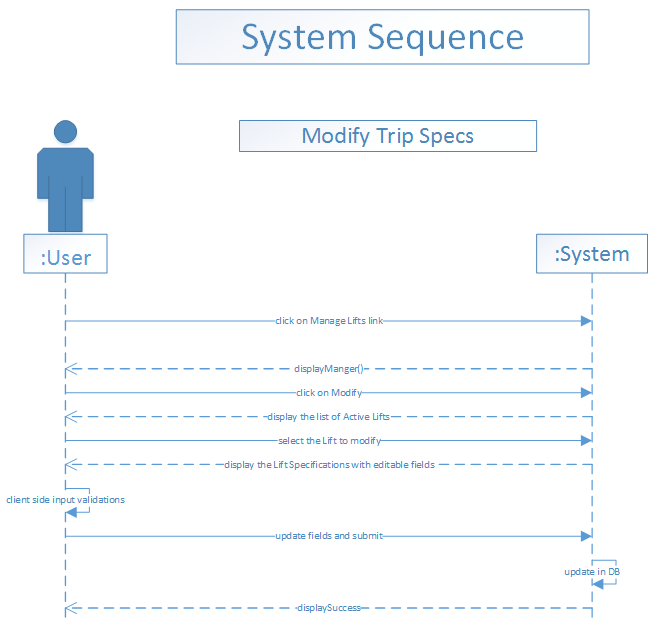 System Sequence
Modify Trip Specs
:User
:System
click on Manage Lifts link
displayManger()
click on Modify
display the list of Active Lifts
select the Lift to modify
display the Lift Specifications with editable fields
client side input validations
update fields and submit
update in DB
displaySuccess